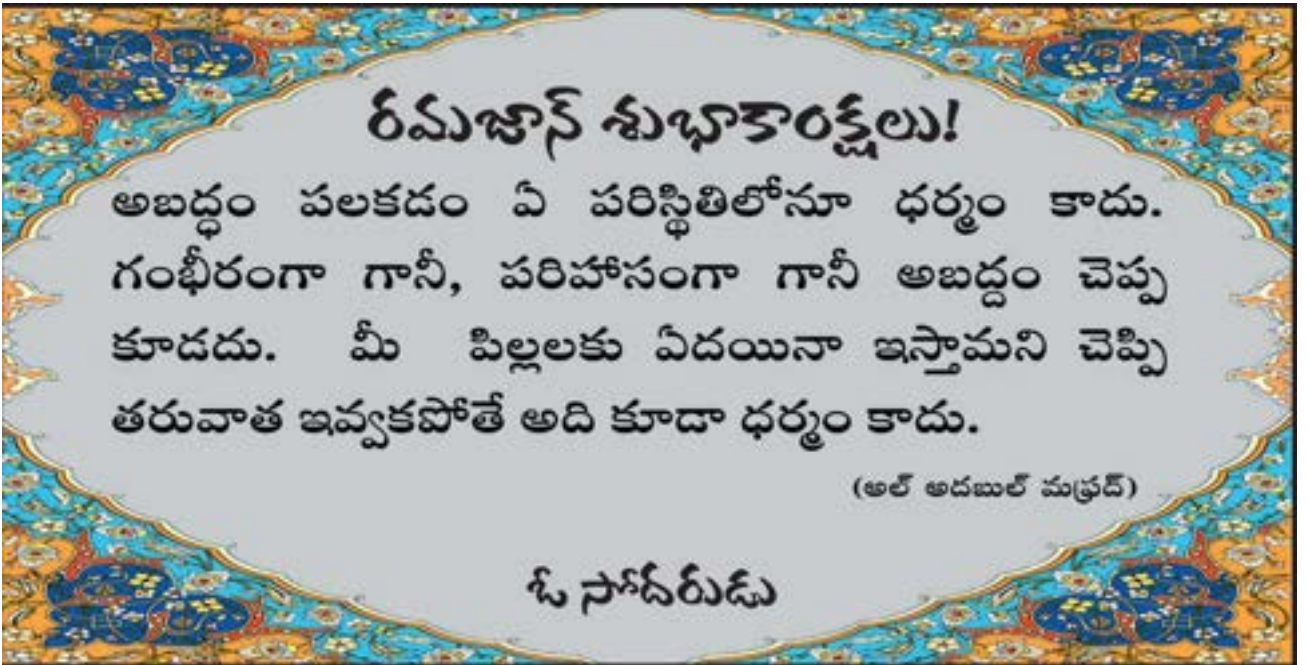 రమజాన్ శుభాకాంక్షలు!
అబద్ధం పలకడం ఏ పరిస్థితిలోనూ ధర్మం కాదు.
గంభీరంగా గానీ, పరిహాసంగా గానీ అబద్దం చెప్ప
కూడదు. మీ పిల్లలకు ఏదయినా ఇస్తామని చెప్పి
తరువాత ఇవ్వకపోతే అది కూడా ధర్మం కాదు.
(అల్ అదబుల్ మఫ్రద్)
ఓ సోదరుడు